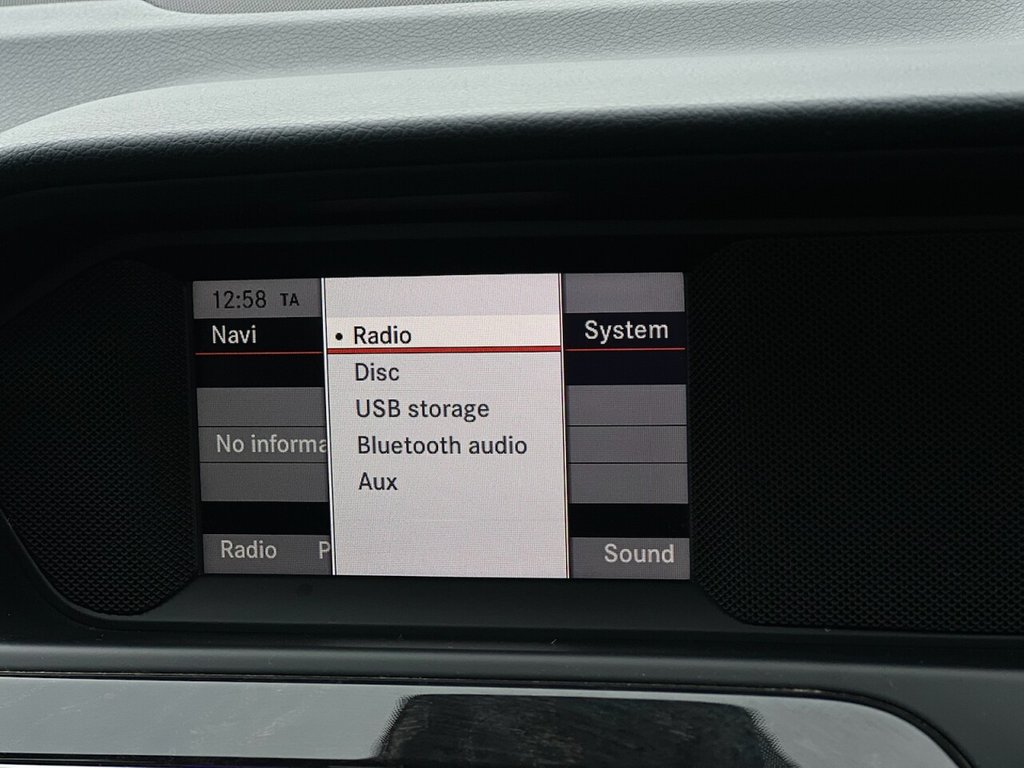 12:58 TA
Navi
• Radio
System
Disc
USB storage
No informa
Bluetooth audio
Aux
Radio P
Sound